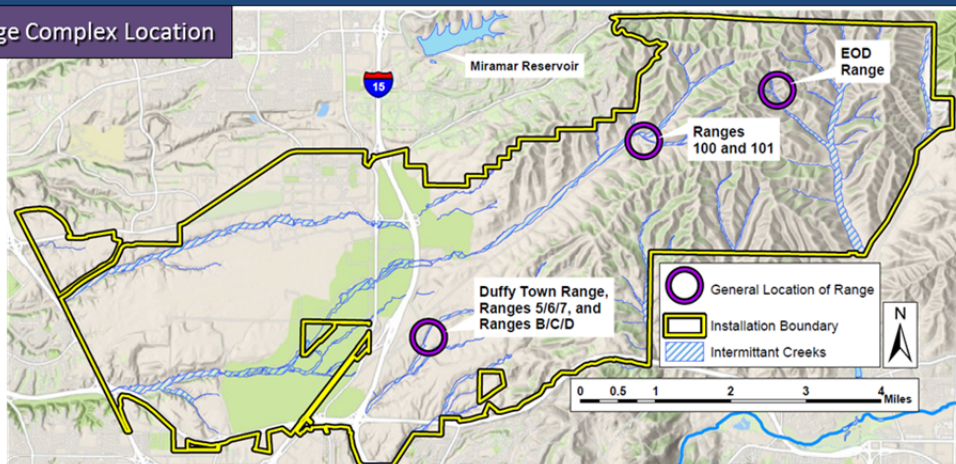 ge Complex Location
Miramar Reservoir
15
EOD
Range
Ranges
100 and 101
Duffy Town Range,
Ranges 5/6/7, and
Ranges B/C/D
General Location of Range
Installation Boundary
Intermittant Creeks
N
0 0.5 1 2 3 4
Miles